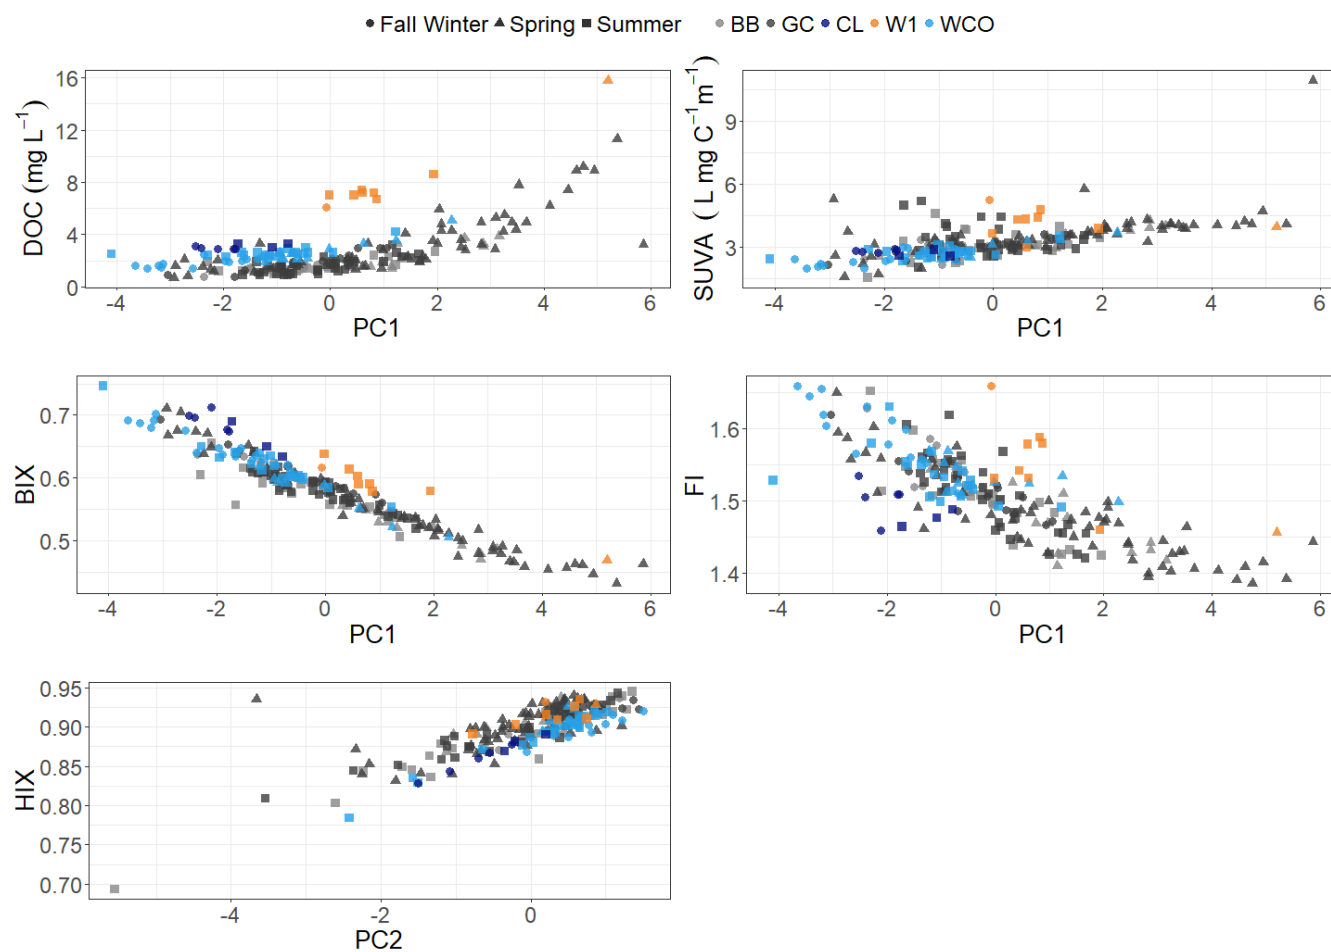 Fall Winter Spring Summer BB GC CL W1 WCO
DOC (mg L⁻¹)
16
12
8
4
0
-4 -2 0 2 4 6
PC1
SUVA ( L mg C⁻¹m⁻¹)
9
6
3
-4 -2 0 2 4 6
PC1
BIX
0.7
0.6
0.5
-4 -2 0 2 4 6
PC1
FI
1.6
1.5
1.4
-4 -2 0 2 4 6
PC1
HIX
0.95
0.90
0.85
0.80
0.75
0.70
-4 -2 0
PC2